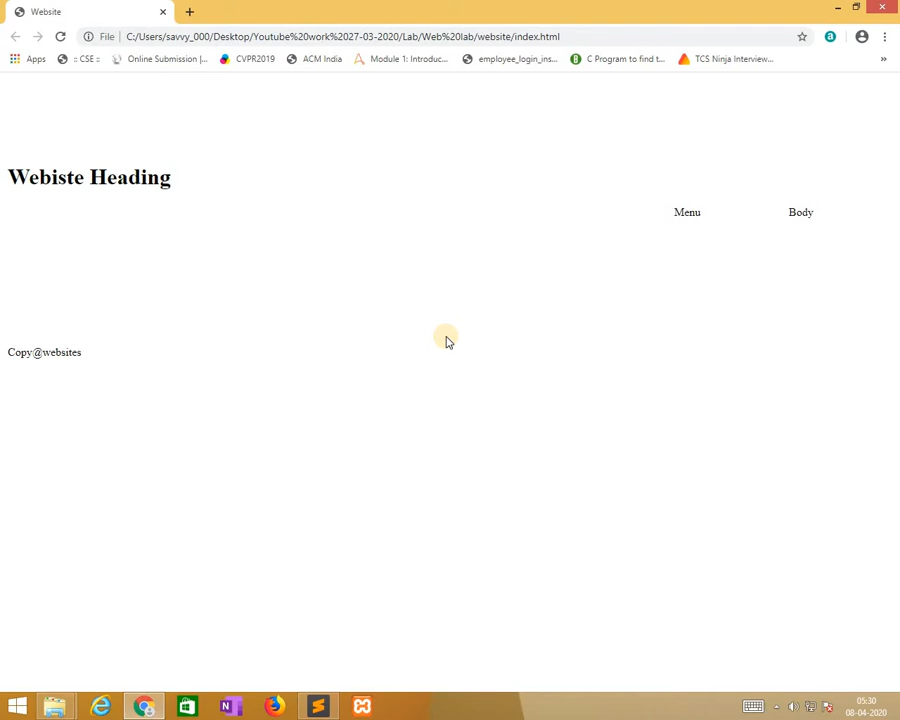 Website
File C:/Users/savvy_000/Desktop/Youtube%20work%2027-03-2020/Lab/Web%20lab/website/index.html
Apps :: CSE :: Online Submission |... CVPR2019 ACM India Module 1: Introduc... employee_login_ins... C Program to find t... TCS Ninja Interview... »
Webiste Heading
Menu Body
Copy@websites
05:30
08-04-2020